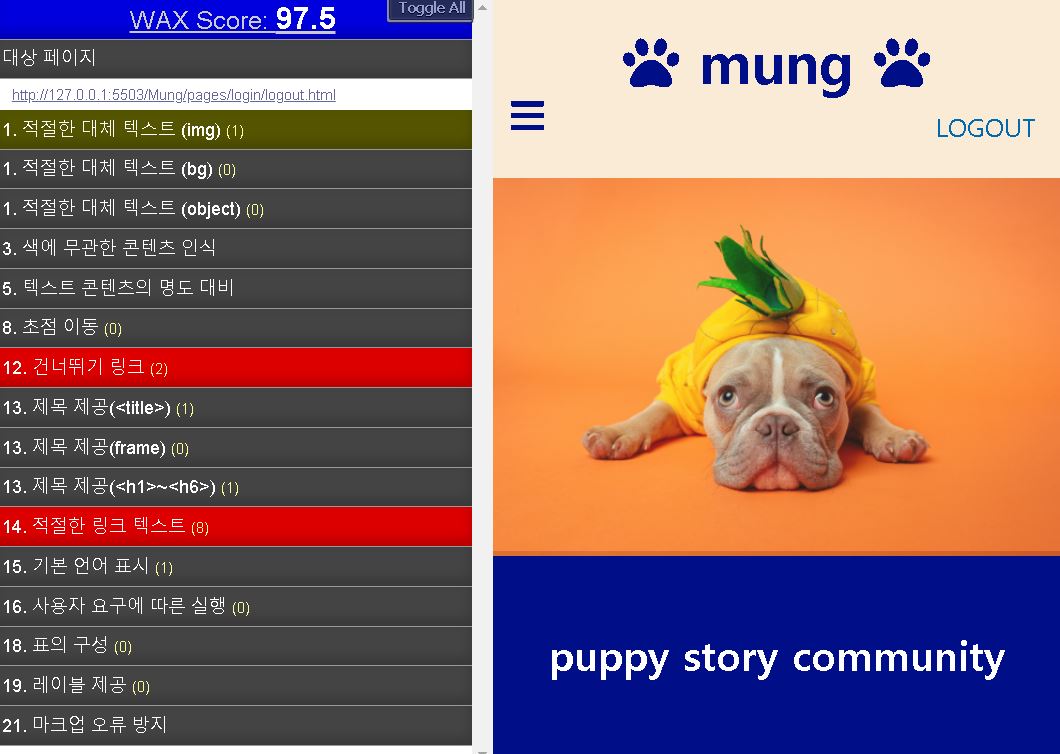 WAX Score: 97.5
Toggle All
대상 페이지
http://127.0.0.1:5503/Mung/pages/login/logout.html
1. 적절한 대체 텍스트 (img) (1)
1. 적절한 대체 텍스트 (bg) (0)
1. 적절한 대체 텍스트 (object) (0)
3. 색에 무관한 콘텐츠 인식
5. 텍스트 콘텐츠의 명도 대비
8. 초점 이동 (0)
12. 건너뛰기 링크 (2)
13. 제목 제공(<title>) (1)
13. 제목 제공(frame) (0)
13. 제목 제공(<h1>~<h6>) (1)
14. 적절한 링크 텍스트 (8)
15. 기본 언어 표시 (1)
16. 사용자 요구에 따른 실행 (0)
18. 표의 구성 (0)
19. 레이블 제공 (0)
21. 마크업 오류 방지
mung
LOGOUT
puppy story community